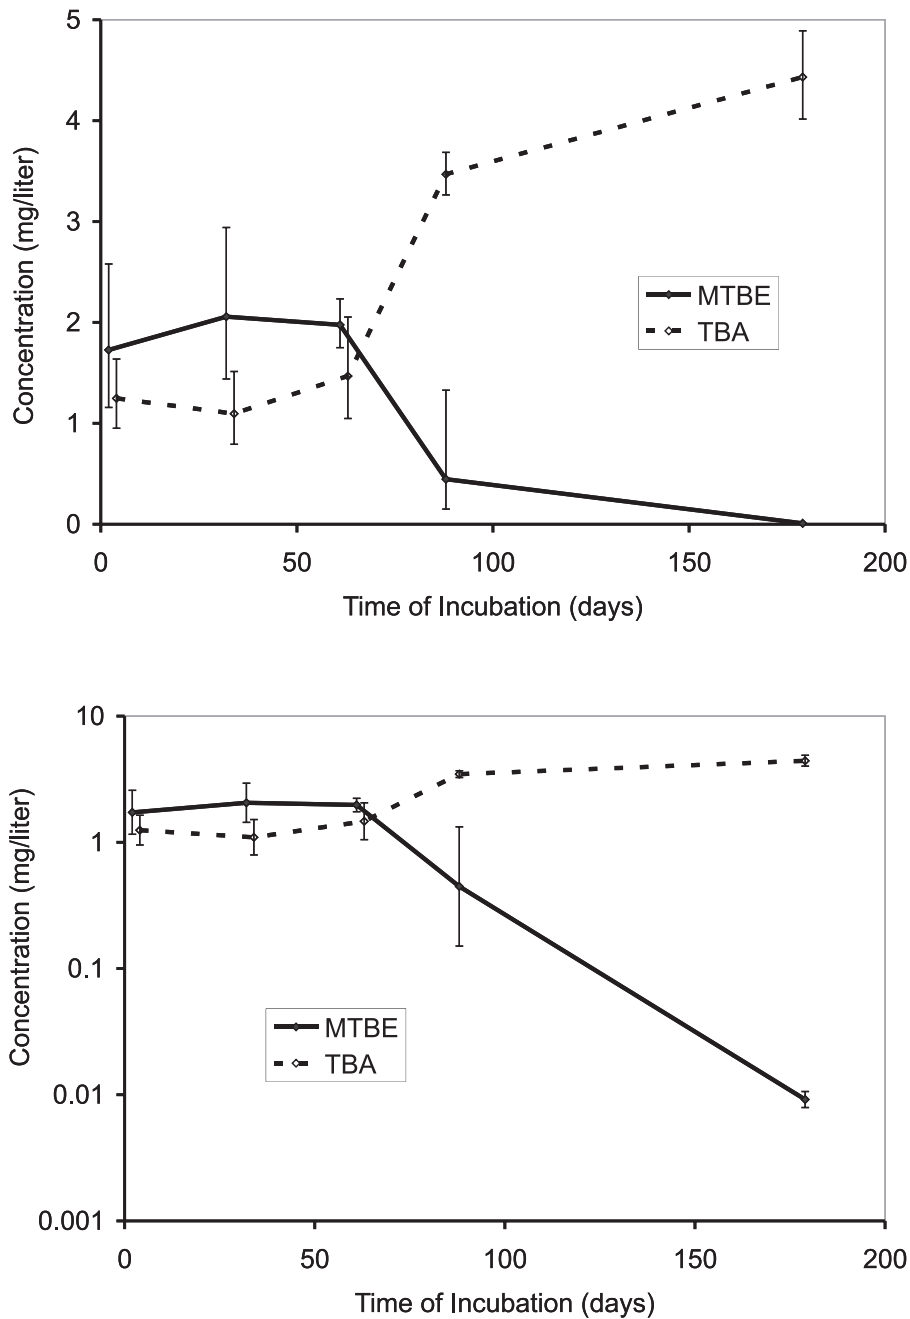 5
4
3
2
1
0
Concentration (mg/liter)
MTBE
TBA
0 50 100 150 200
Time of Incubation (days)
10
1
0.1
0.01
0.001
Concentration (mg/liter)
MTBE
TBA
0 50 100 150 200
Time of Incubation (days)